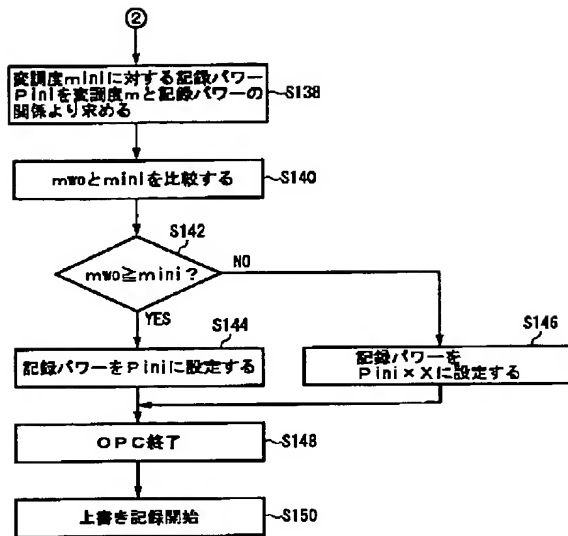 ②
変調度miniに対する記録パワー
Piniを変調度mと記録パワーの
関係より求める
S138
mwoとminiを比較する
S140
S142
mwo≧mini?
NO
YES
S144
記録パワーをPiniに設定する
S146
記録パワーを
Pini×Xに設定する
OPC終了
S148
上書き記録開始
S150